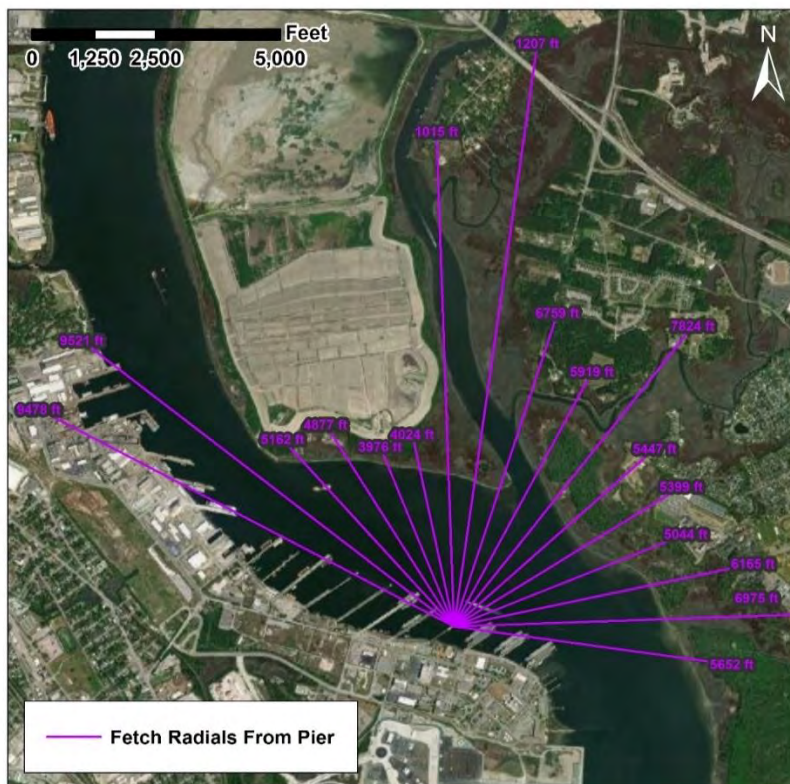 Feet
0 1,250 2,500 5,000
N
1207 ft
1015 ft
6759 ft
7824 ft
9521 ft
5919 ft
9478 ft
4877 ft
5162 ft
4024 ft
3976 ft
5447 ft
5399 ft
5044 ft
6165 ft
6975 ft
5652 ft
Fetch Radials From Pier